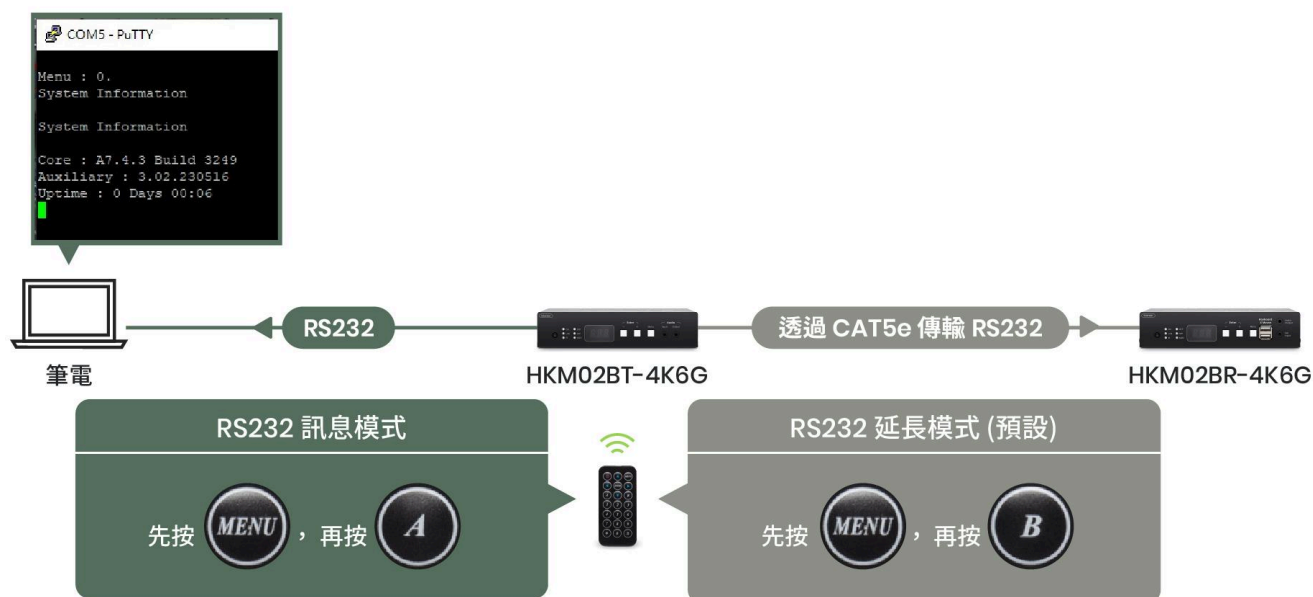 COM5 - PuTTY
Menu : 0.
System Information
System Information
Core : A7.4.3 Build 3249
Auxiliary : 3.02.230516
Uptime : 0 Days 00:06
RS232
透過 CAT5e 傳輸 RS232
筆電
HKM02BT-4K6G
HKM02BR-4K6G
RS232 訊息模式
先按 MENU ，再按 A
RS232 延長模式 (預設)
先按 MENU ，再按 B